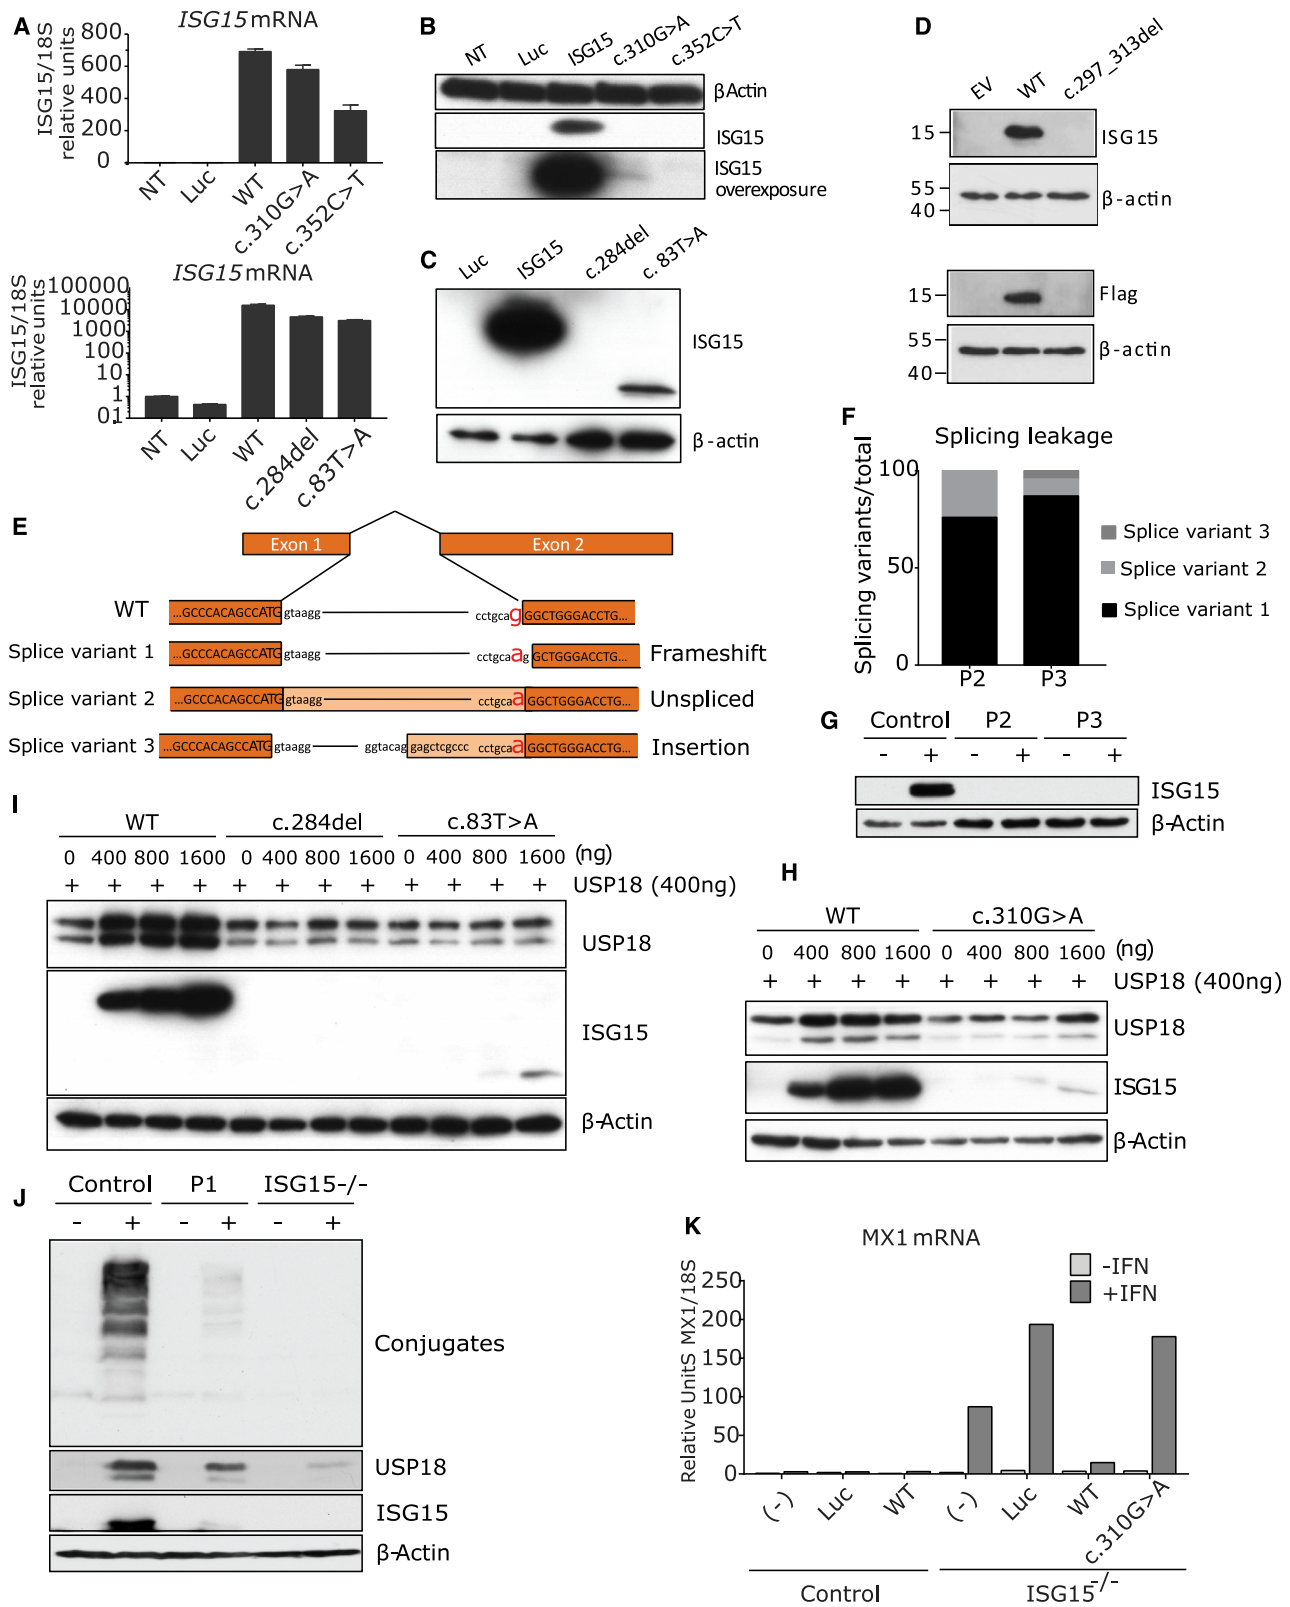 A
ISG15 mRNA
ISG15/18S
relative units
800
600
400
200
0
NT
Luc
WT
c.310G>A
c.352C>T
ISG15 mRNA
ISG15/18S
relative units
100000
10000
1000
100
10
1
01
NT
Luc
WT
c.284del
c.83T>A
B
NT
Luc
ISG15
c.310G>A
c.352C>T
βActin
ISG15
ISG15
overexposure
C
Luc
ISG15
c.284del
c. 83T>A
ISG15
β-actin
D
EV
WT
c.297_313del
15
ISG15
55
40
β-actin
15
Flag
55
40
β-actin
E
Exon 1
Exon 2
WT
...GCCCACAGCCATG gtaagg cctgcag GGCTGGGACCTG...
Splice variant 1
...GCCCACAGCCATG gtaagg cctgcaag GCTGGGACCTG...
Frameshift
Splice variant 2
...GCCCACAGCCATG gtaagg cctgcaa GGCTGGGACCTG...
Unspliced
Splice variant 3
...GCCCACAGCCATG gtaagg ggtacag gagctcgccc cctgcaa GGCTGGGACCTG...
Insertion
F
Splicing leakage
Splicing variants/total
100
50
0
P2
P3
Splice variant 3
Splice variant 2
Splice variant 1
G
Control P2 P3
- + - + - +
ISG15
β-Actin
H
WT c.310G>A
0 400 800 1600 0 400 800 1600 (ng)
+ + + + + + + + USP18 (400ng)
USP18
ISG15
β-Actin
I
WT c.284del c.83T>A
0 400 800 1600 0 400 800 1600 0 400 800 1600 (ng)
+ + + + + + + + + + + + USP18 (400ng)
USP18
ISG15
β-Actin
J
Control P1 ISG15-/-
- + - + - +
Conjugates
USP18
ISG15
β-Actin
K
MX1 mRNA
-IFN
+IFN
Relative UnitS MX1/18S
250
200
150
100
50
0
(-)
Luc
WT
(-)
Luc
WT
c.310G>A
Control
ISG15-/-